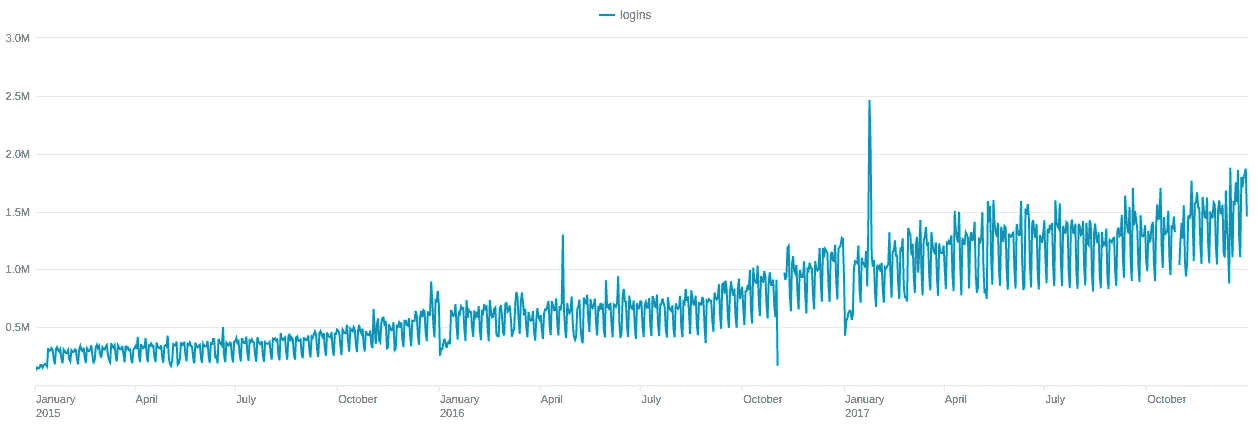 logins
3.0M
2.5M
2.0M
1.5M
1.0M
0.5M
January April July October January April July October January April July October
2015 2016 2017